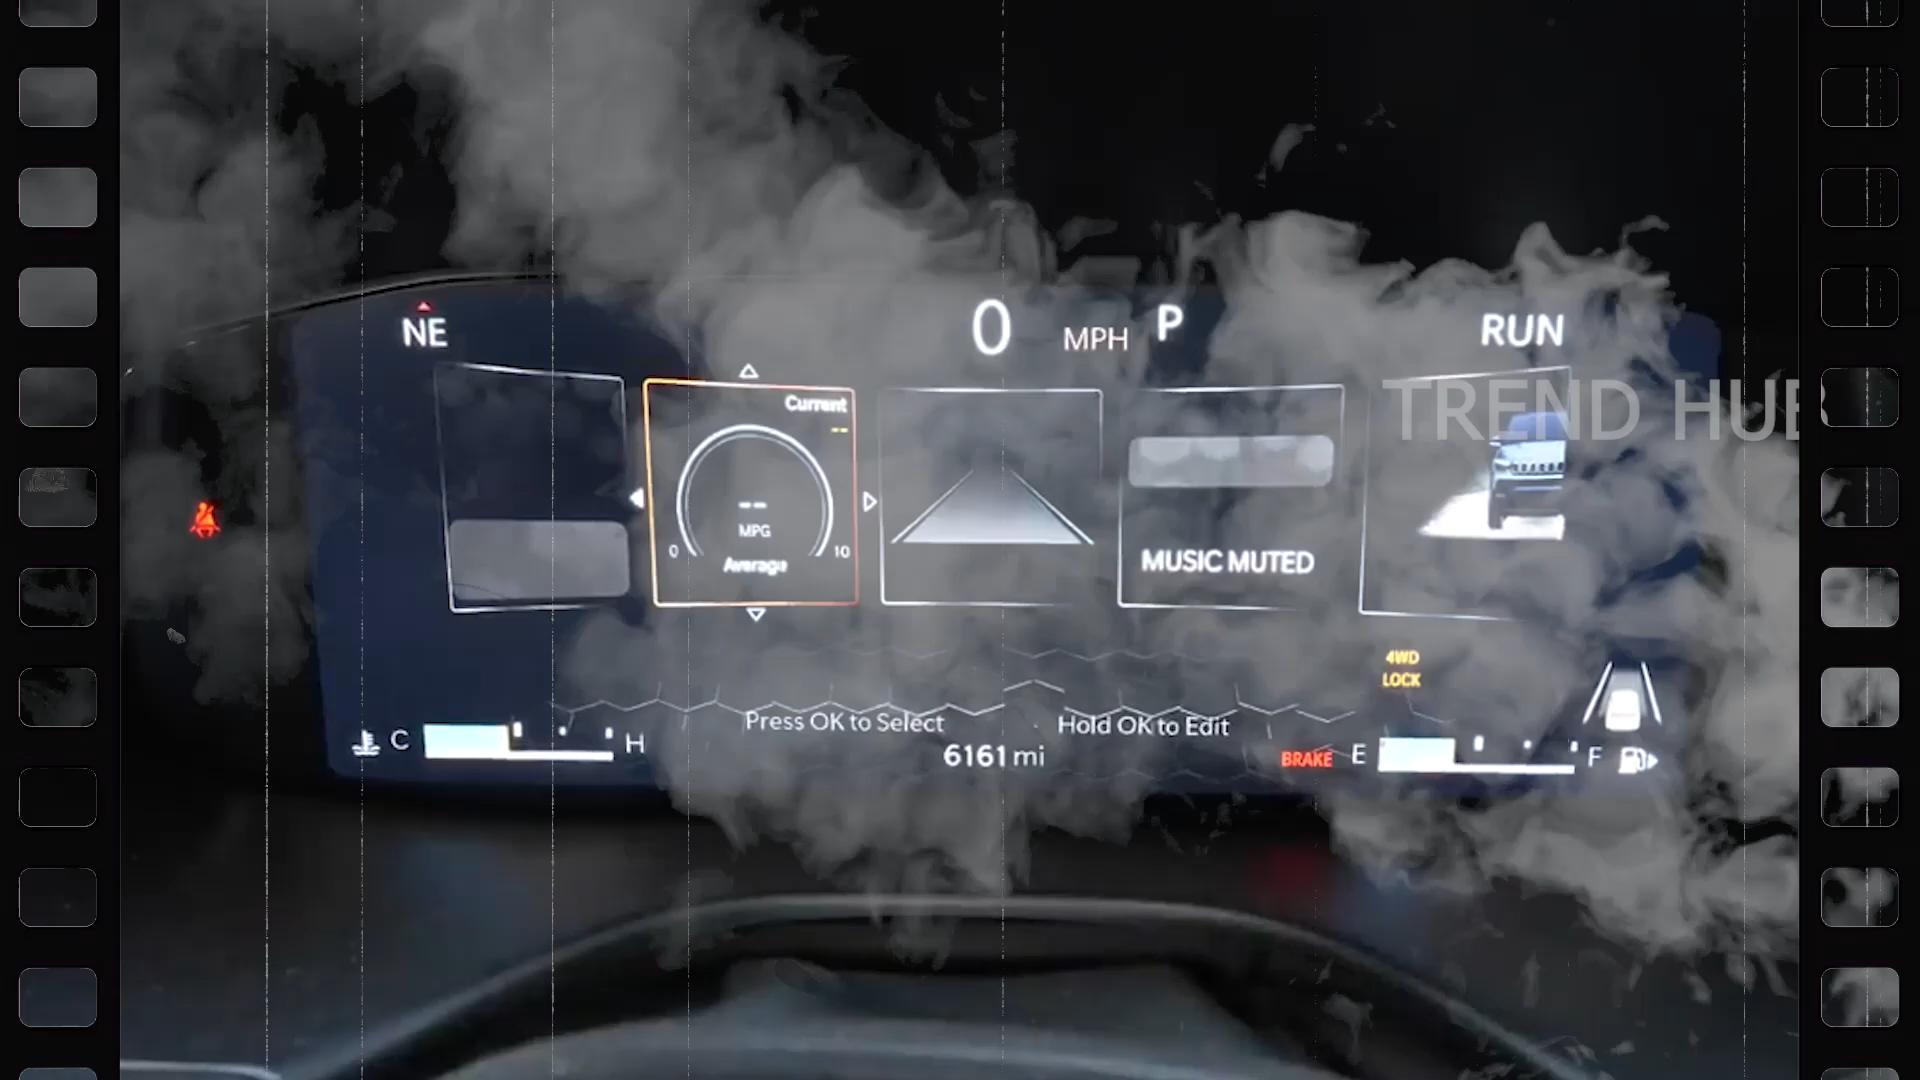 NE
0 MPH P
RUN
TREND HUB
Current
--
--
MPG
0
10
Average
MUSIC MUTED
4WD
LOCK
Press OK to Select
Hold OK to Edit
C
H
6161 mi
BRAKE
E
F